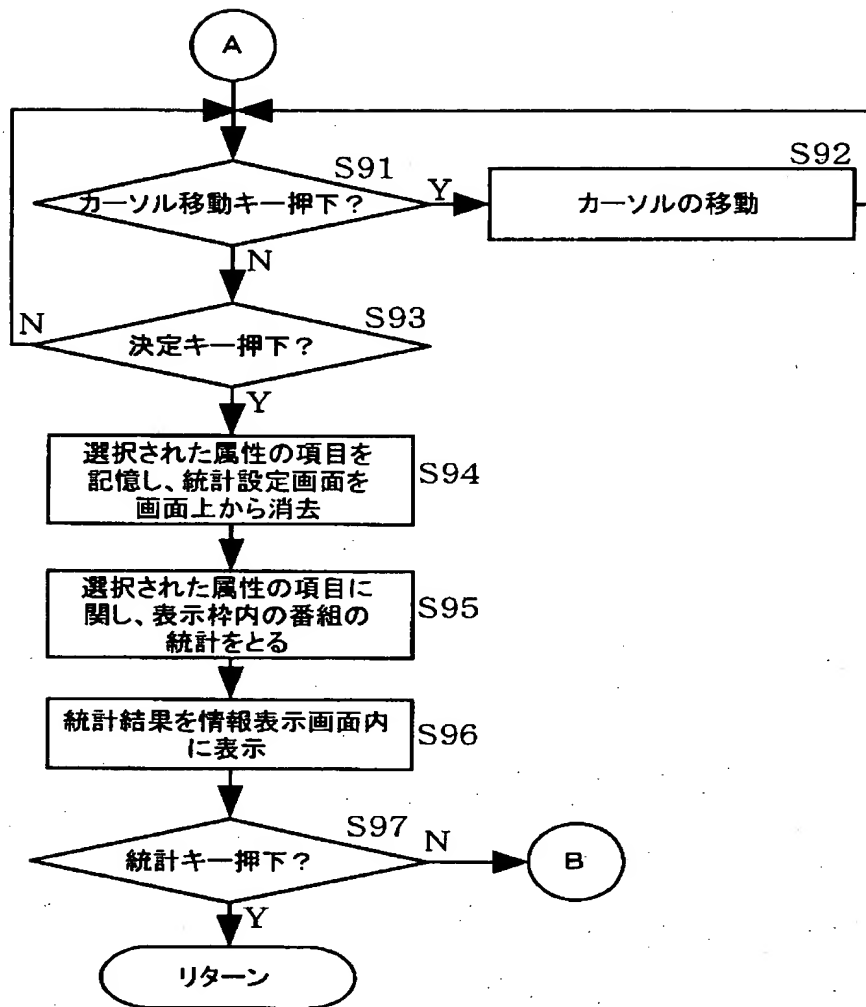 A
S91
カーソル移動キー押下?
Y
S92
カーソルの移動
N
S93
決定キー押下?
N
Y
選択された属性の項目を
記憶し、統計設定画面を
画面上から消去
S94
選択された属性の項目に
関し、表示枠内の番組の
統計をとる
S95
統計結果を情報表示画面内
に表示
S96
S97
統計キー押下?
N
B
Y
リターン